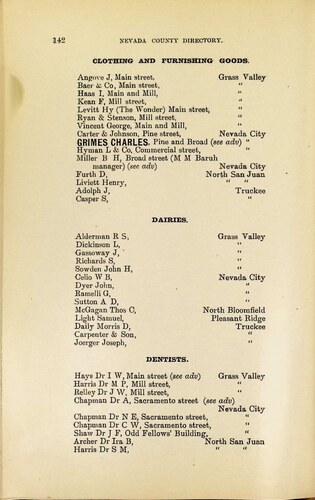 142 NEVADA COUNTY DIRECTORY.
CLOTHING AND FURNISHING GOODS.
Angove J, Main street, Grass Valley
Baer & Co, Main street, "
Haas I, Main and Mill, "
Kean F, Mill street, "
Levitt Hy (The Wonder) Main street, "
Ryan & Stenson, Mill street, "
Vincent George, Main and Mill, "
Carter & Johnson, Pine street, Nevada City
GRIMES CHARLES. Pine and Broad (see adv) "
Hyman L & Co, Commercial street, "
Miller B H, Broad street (M M Baruh
manager) (see adv) Nevada City
Furth D, North San Juan
Liviett Henry, " "
Adolph J, Truckee
Casper S, "
DAIRIES.
Alderman R S, Grass Valley
Dickinson L, "
Gassoway J, "
Richards S, "
Sowden John H, "
Celio W B, Nevada City
Dyer John, "
Ramelli G, "
Sutton A D, "
McGagan Thos C, North Bloomfield
Light Samuel, Pleasant Ridge
Daily Morris D, Truckee
Carpenter & Son, "
Joerger Joseph, "
DENTISTS.
Hays Dr I W, Main street (see adv) Grass Valley
Harris Dr M P, Mill street, "
Relley Dr J W, Mill street, "
Chapman Dr A, Sacramento street (see adv)
Nevada City
Chapman Dr N E, Sacramento street, "
Chapman Dr C W, Sacramento street, "
Shaw Dr J F, Odd Fellows' Building, "
Archer Dr Ira B, North San Juan
Harris Dr S M, " "